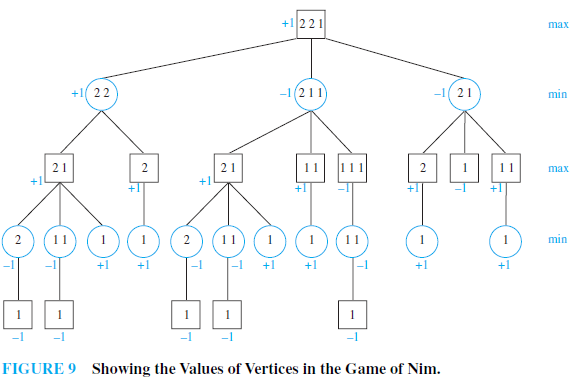 +1 2 2 1 max
+1 2 2 −1 2 1 1 −1 2 1 min
2 1 2 2 1 1 1 1 1 1 2 1 1 1 max
+1 +1 +1 +1 −1 +1 −1 +1
2 1 1 1 1 2 1 1 1 1 1 1 1 1 min
−1 −1 +1 +1 −1 −1 +1 +1 −1 +1 +1
1 1 1 1 1
−1 −1 −1 −1 −1
FIGURE 9 Showing the Values of Vertices in the Game of Nim.